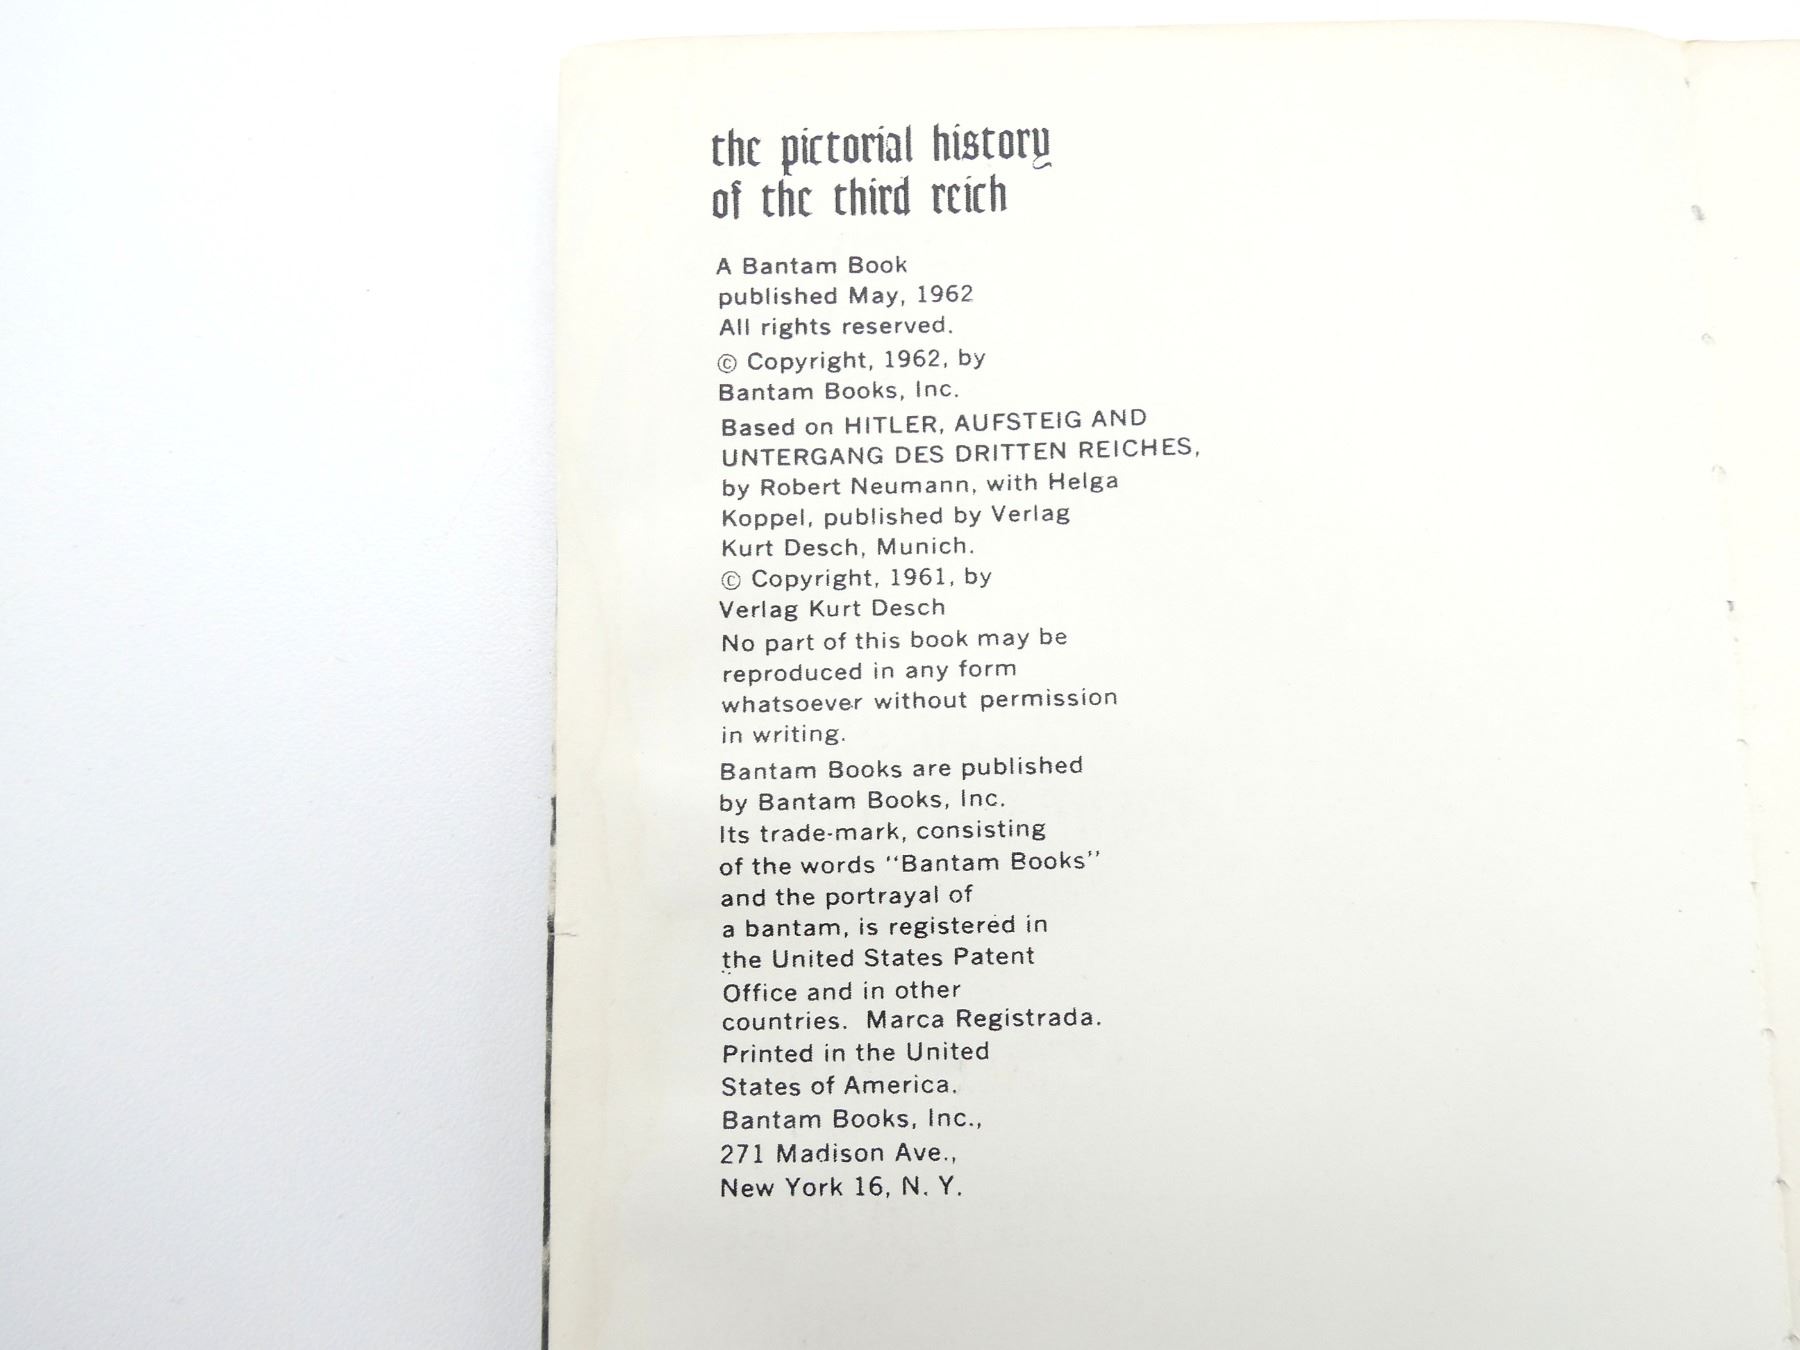 the pictorial history
of the third reich
A Bantam Book
published May, 1962
All rights reserved.
© Copyright, 1962, by
Bantam Books, Inc.
Based on HITLER, AUFSTEIG AND
UNTERGANG DES DRITTEN REICHES,
by Robert Neumann, with Helga
Koppel, published by Verlag
Kurt Desch, Munich.
© Copyright, 1961, by
Verlag Kurt Desch
No part of this book may be
reproduced in any form
whatsoever without permission
in writing.
Bantam Books are published
by Bantam Books, Inc.
Its trade-mark, consisting
of the words "Bantam Books"
and the portrayal of
a bantam, is registered in
the United States Patent
Office and in other
countries. Marca Registrada.
Printed in the United
States of America.
Bantam Books, Inc.,
271 Madison Ave.,
New York 16, N. Y.